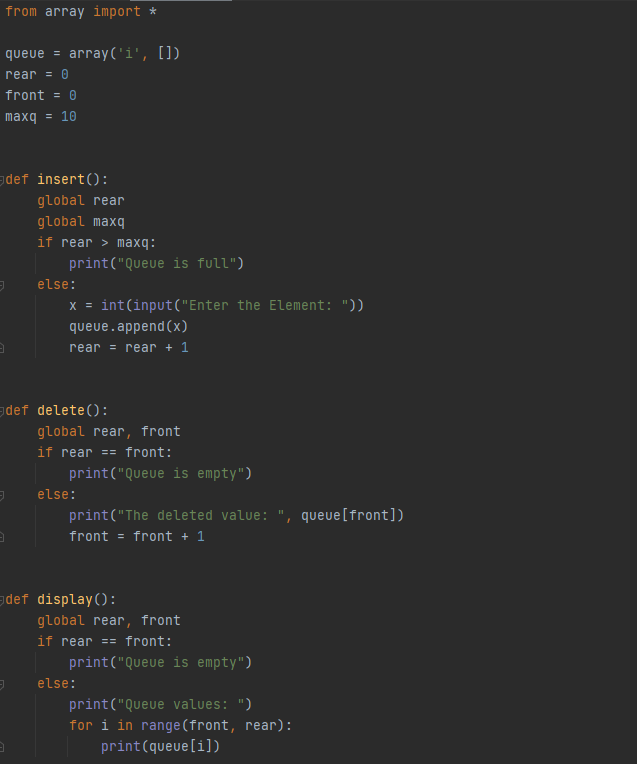 from array import *
queue = array('i', [])
rear = 0
front = 0
maxq = 10
def insert():
    global rear
    global maxq
    if rear > maxq:
        print("Queue is full")
    else:
        x = int(input("Enter the Element: "))
        queue.append(x)
        rear = rear + 1
def delete():
    global rear, front
    if rear == front:
        print("Queue is empty")
    else:
        print("The deleted value: ", queue[front])
        front = front + 1
def display():
    global rear, front
    if rear == front:
        print("Queue is empty")
    else:
        print("Queue values: ")
        for i in range(front, rear):
            print(queue[i])